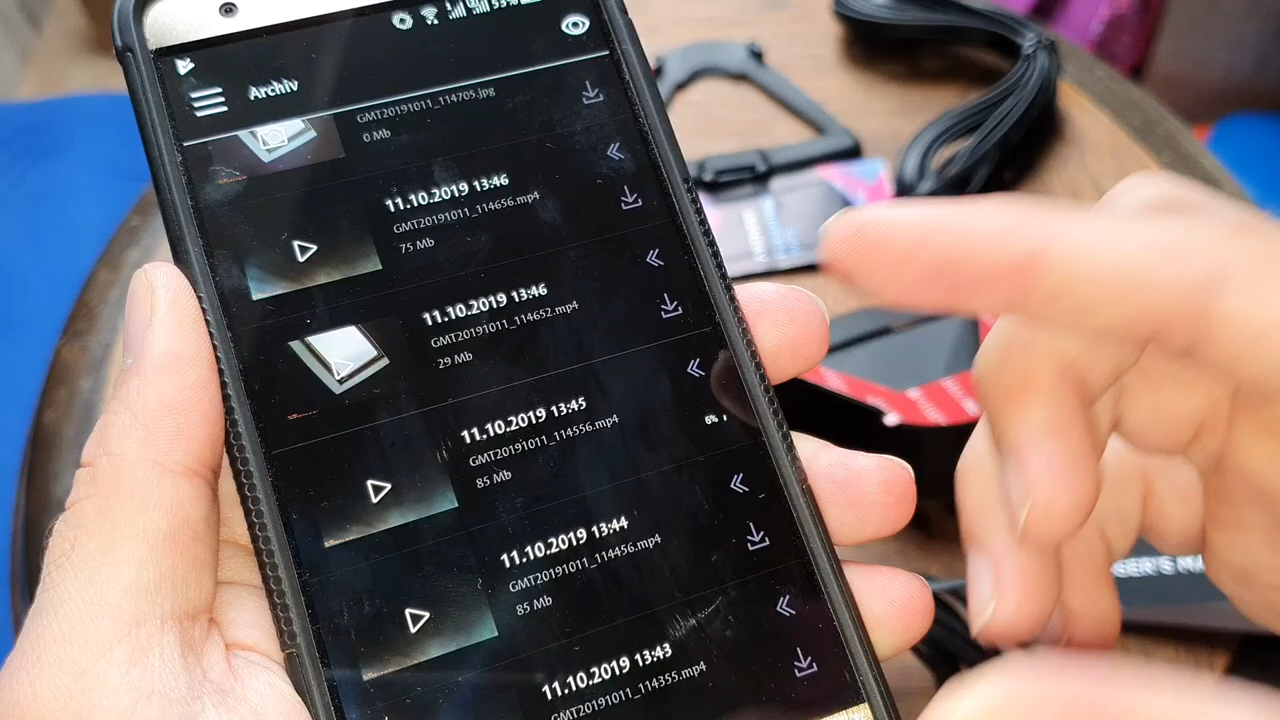 53%
Archiv
GMT20191011_114705.jpg
0 Mb
11.10.2019 13:46
GMT20191011_114656.mp4
75 Mb
11.10.2019 13:46
GMT20191011_114652.mp4
29 Mb
11.10.2019 13:45
GMT20191011_114556.mp4
85 Mb
6%
11.10.2019 13:44
GMT20191011_114456.mp4
85 Mb
11.10.2019 13:43
GMT20191011_114355.mp4